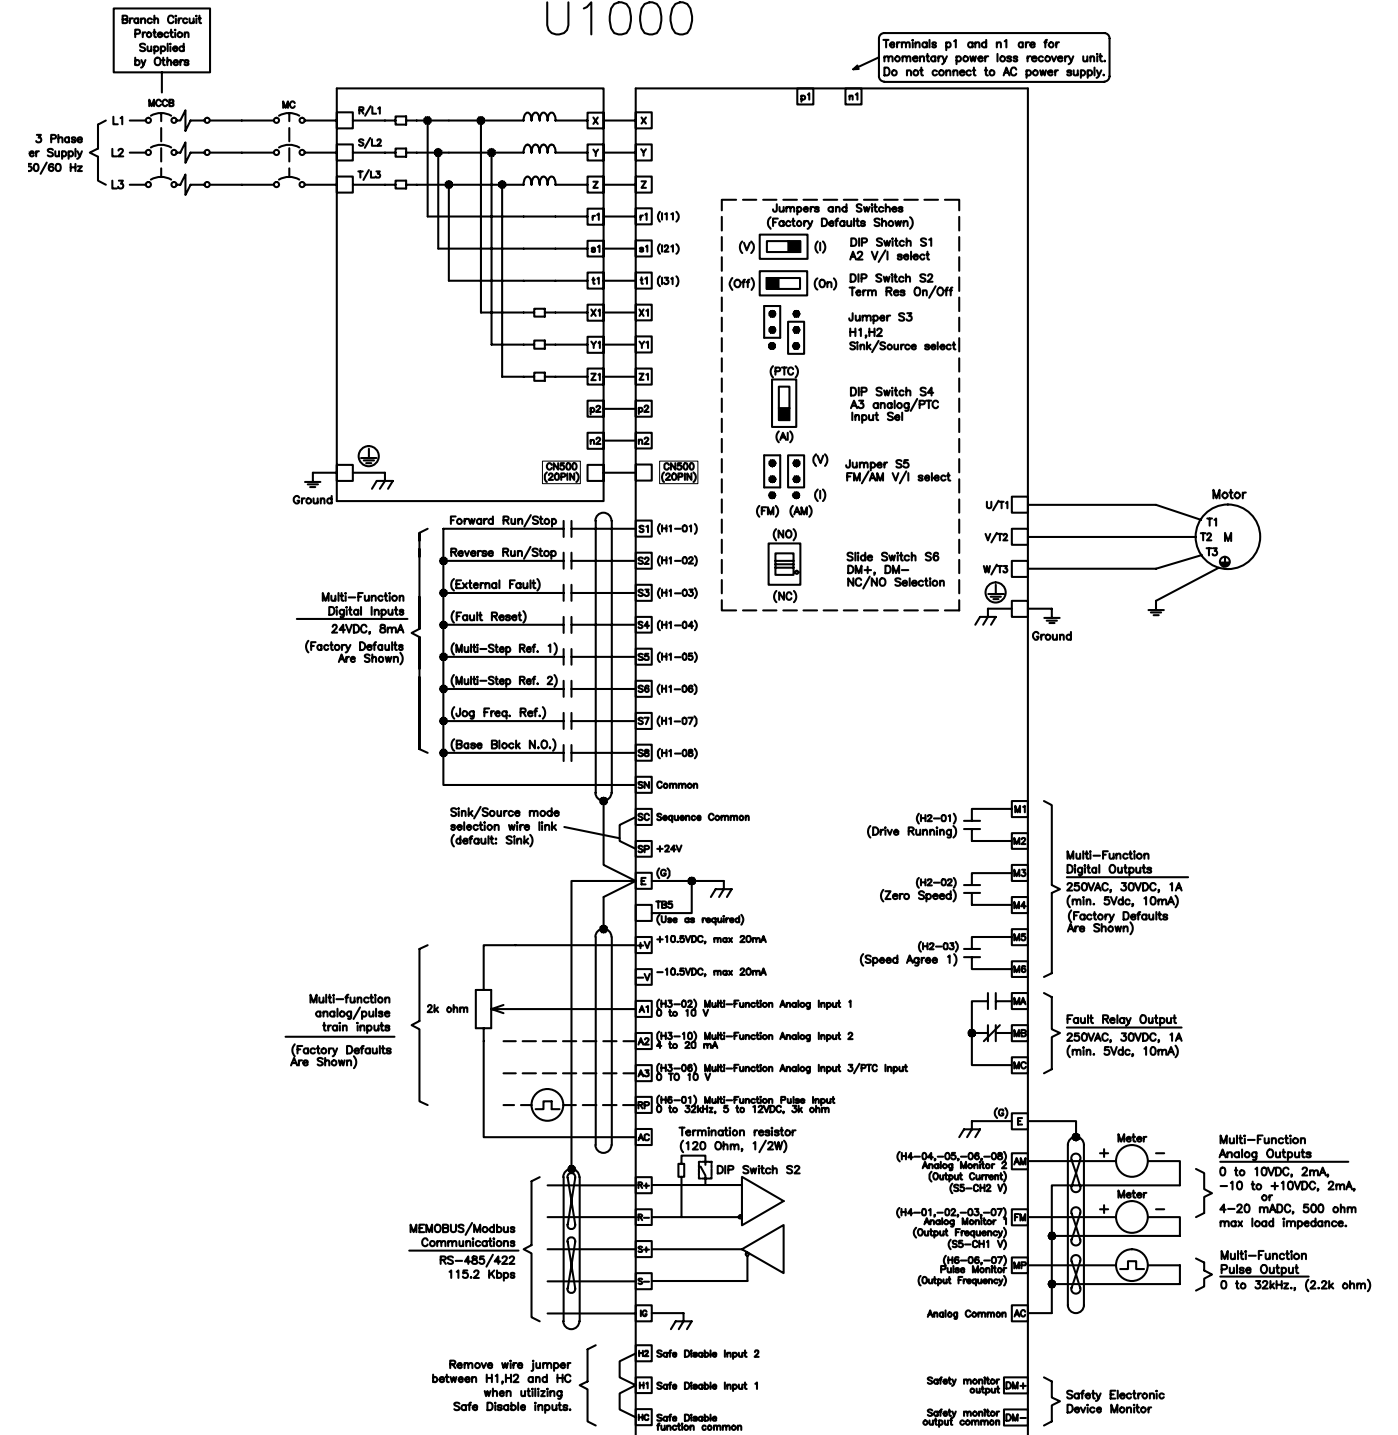 U1000
Branch Circuit
Protection
Supplied
by Others
Terminals p1 and n1 are for
momentary power loss recovery unit.
Do not connect to AC power supply.
p1
n1
MCCB
MC
3 Phase
er Supply
50/60 Hz
L1
L2
L3
R/L1
S/L2
T/L3
X X
Y Y
Z Z
r1 r1 (l11)
s1 s1 (l21)
t1 t1 (l31)
X1 X1
Y1 Y1
Z1 Z1
p2 p2
n2 n2
CN500
(20PIN)
CN500
(20PIN)
Ground
Jumpers and Switches
(Factory Defaults Shown)
(V) (I)
DIP Switch S1
A2 V/I select
(Off) (On)
DIP Switch S2
Term Res On/Off
Jumper S3
H1,H2
Sink/Source select
(PTC)
(AI)
DIP Switch S4
A3 analog/PTC
Input Sel
(V)
(I)
(FM) (AM)
Jumper S5
FM/AM V/I select
(NO)
(NC)
Slide Switch S6
DM+, DM-
NC/NO Selection
U/T1
V/T2
W/T3
Motor
T1
T2 M
T3
Ground
Multi-Function
Digital Inputs
24VDC, 8mA
(Factory Defaults
Are Shown)
Forward Run/Stop S1 (H1-01)
Reverse Run/Stop S2 (H1-02)
(External Fault) S3 (H1-03)
(Fault Reset) S4 (H1-04)
(Multi-Step Ref. 1) S5 (H1-05)
(Multi-Step Ref. 2) S6 (H1-06)
(Jog Freq. Ref.) S7 (H1-07)
(Base Block N.O.) S8 (H1-08)
SN Common
Sink/Source mode
selection wire link
(default: Sink)
SC Sequence Common
SP +24V
E (G)
TB5
(Use as required)
+V +10.5VDC, max 20mA
-V -10.5VDC, max 20mA
Multi-function
analog/pulse
train inputs
(Factory Defaults
Are Shown)
2k ohm
A1 (H3-02) Multi-Function Analog Input 1
0 to 10 V
A2 (H3-10) Multi-Function Analog Input 2
4 to 20 mA
A3 (H3-06) Multi-Function Analog Input 3/PTC Input
0 TO 10 V
RP (H6-01) Multi-Function Pulse Input
0 to 32kHz, 5 to 12VDC, 3k ohm
AC
Termination resistor
(120 Ohm, 1/2W)
DIP Switch S2
MEMOBUS/Modbus
Communications
RS-485/422
115.2 Kbps
R+
R-
S+
S-
IG
Remove wire jumper
between H1,H2 and HC
when utilizing
Safe Disable inputs.
H2 Safe Disable Input 2
H1 Safe Disable Input 1
HC Safe Disable
function common
(H2-01)
(Drive Running)
M1
M2
(H2-02)
(Zero Speed)
M3
M4
(H2-03)
(Speed Agree 1)
M5
M6
Multi-Function
Digital Outputs
250VAC, 30VDC, 1A
(min. 5Vdc, 10mA)
(Factory Defaults
Are Shown)
MA
MB
MC
Fault Relay Output
250VAC, 30VDC, 1A
(min. 5Vdc, 10mA)
(G) E
(H4-04,-05,-06,-08)
Analog Monitor 2
(Output Current)
(S5-CH2 V)
AM
+ Meter -
(H4-01,-02,-03,-07)
Analog Monitor 1
(Output Frequency)
(S5-CH1 V)
FM
+ Meter -
(H6-06,-07)
Pulse Monitor
(Output Frequency)
MP
Analog Common AC
Multi-Function
Analog Outputs
0 to 10VDC, 2mA,
-10 to +10VDC, 2mA,
or
4-20 mADC, 500 ohm
max load impedance.
Multi-Function
Pulse Output
0 to 32kHz., (2.2k ohm)
Safety monitor
output
DM+
Safety monitor
output common
DM-
Safety Electronic
Device Monitor